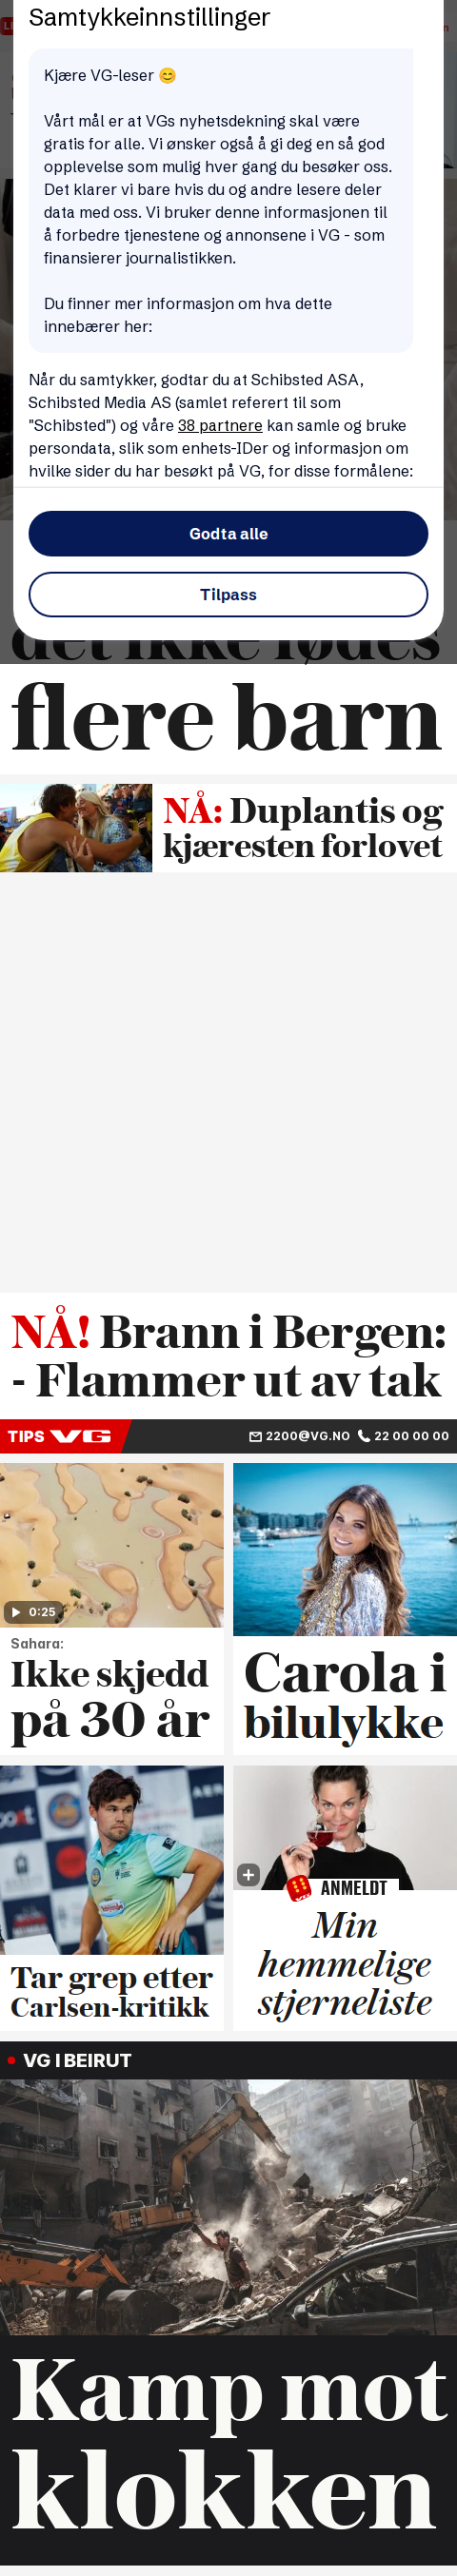 Samtykkeinnstillinger
Kjære VG-leser 😊
Vårt mål er at VGs nyhetsdekning skal være
gratis for alle. Vi ønsker også å gi deg en så god
opplevelse som mulig hver gang du besøker oss.
Det klarer vi bare hvis du og andre lesere deler
data med oss. Vi bruker denne informasjonen til
å forbedre tjenestene og annonsene i VG - som
finansierer journalistikken.
Du finner mer informasjon om hva dette
innebærer her:
Når du samtykker, godtar du at Schibsted ASA,
Schibsted Media AS (samlet referert til som
"Schibsted") og våre 38 partnere kan samle og bruke
persondata, slik som enhets-IDer og informasjon om
hvilke sider du har besøkt på VG, for disse formålene:
Godta alle
Tilpass
det ikke fødes
flere barn
NÅ: Duplantis og
kjæresten forlovet
NÅ! Brann i Bergen:
- Flammer ut av tak
TIPS VG
2200@VG.NO 22 00 00 00
0:25
Sahara:
Ikke skjedd
på 30 år
Carola i
bilulykke
Tar grep etter
Carlsen-kritikk
ANMELDT
Min
hemmelige
stjerneliste
VG I BEIRUT
Kamp mot
klokken